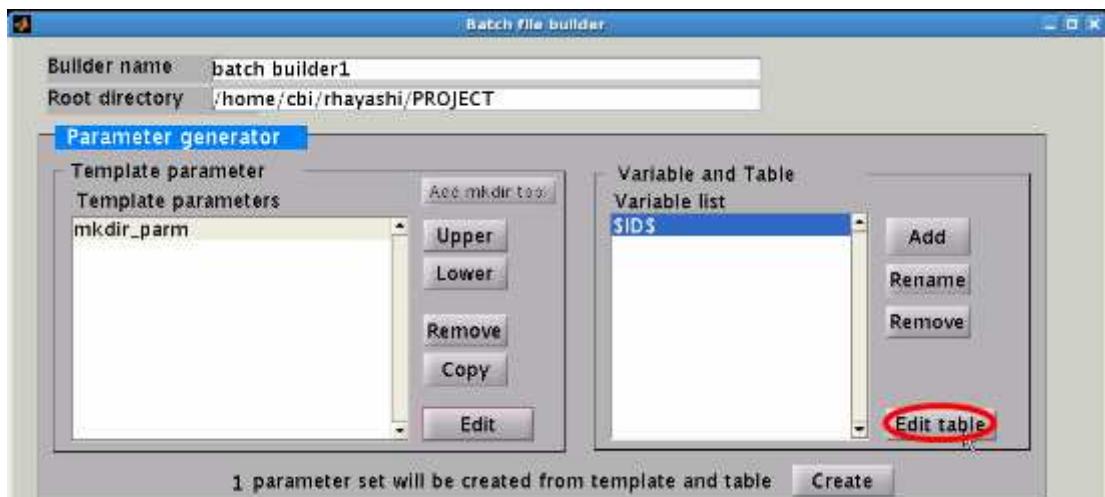 Batch file builder
Builder name batch builder1
Root directory /home/cbi/rhayashi/PROJECT
Parameter generator
Template parameter
Template parameters
mkdir_parm
Add mkdir tool
Upper
Lower
Remove
Copy
Edit
Variable and Table
Variable list
$ID$
Add
Rename
Remove
Edit table
1 parameter set will be created from template and table Create